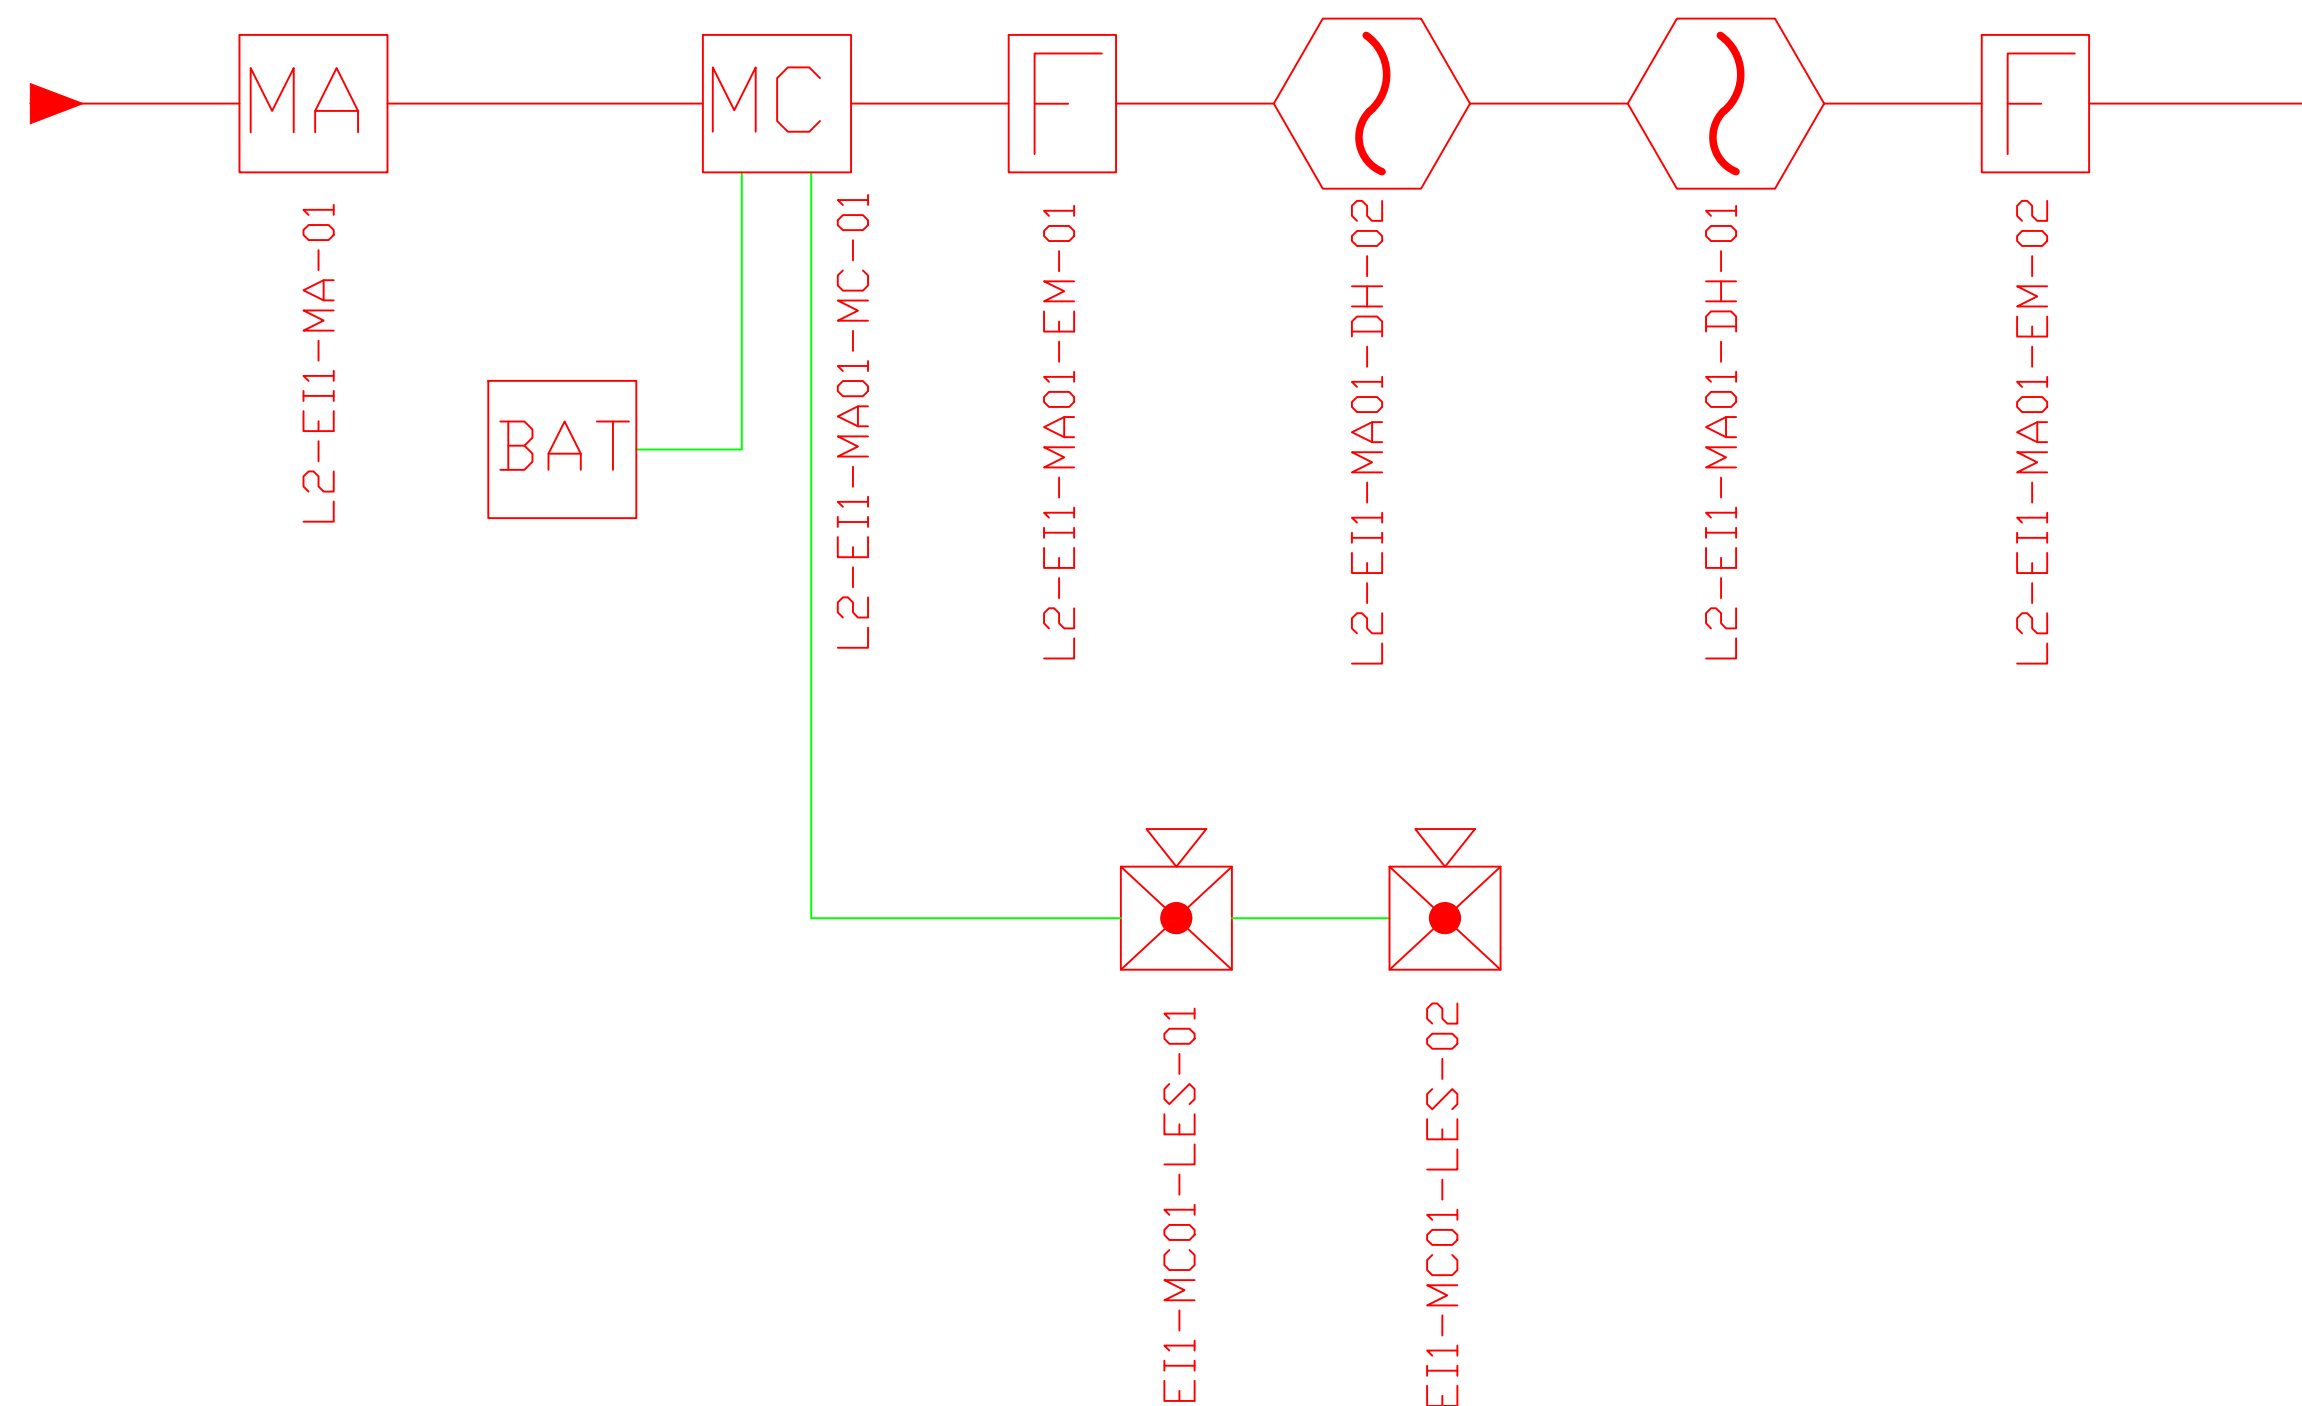 MA
MC
F
F
L2-EI1-MA-01
L2-EI1-MA01-MC-01
L2-EI1-MA01-EM-01
L2-EI1-MA01-DH-02
L2-EI1-MA01-DH-01
L2-EI1-MA01-EM-02
BAT
EI1-MC01-LES-01
EI1-MC01-LES-02